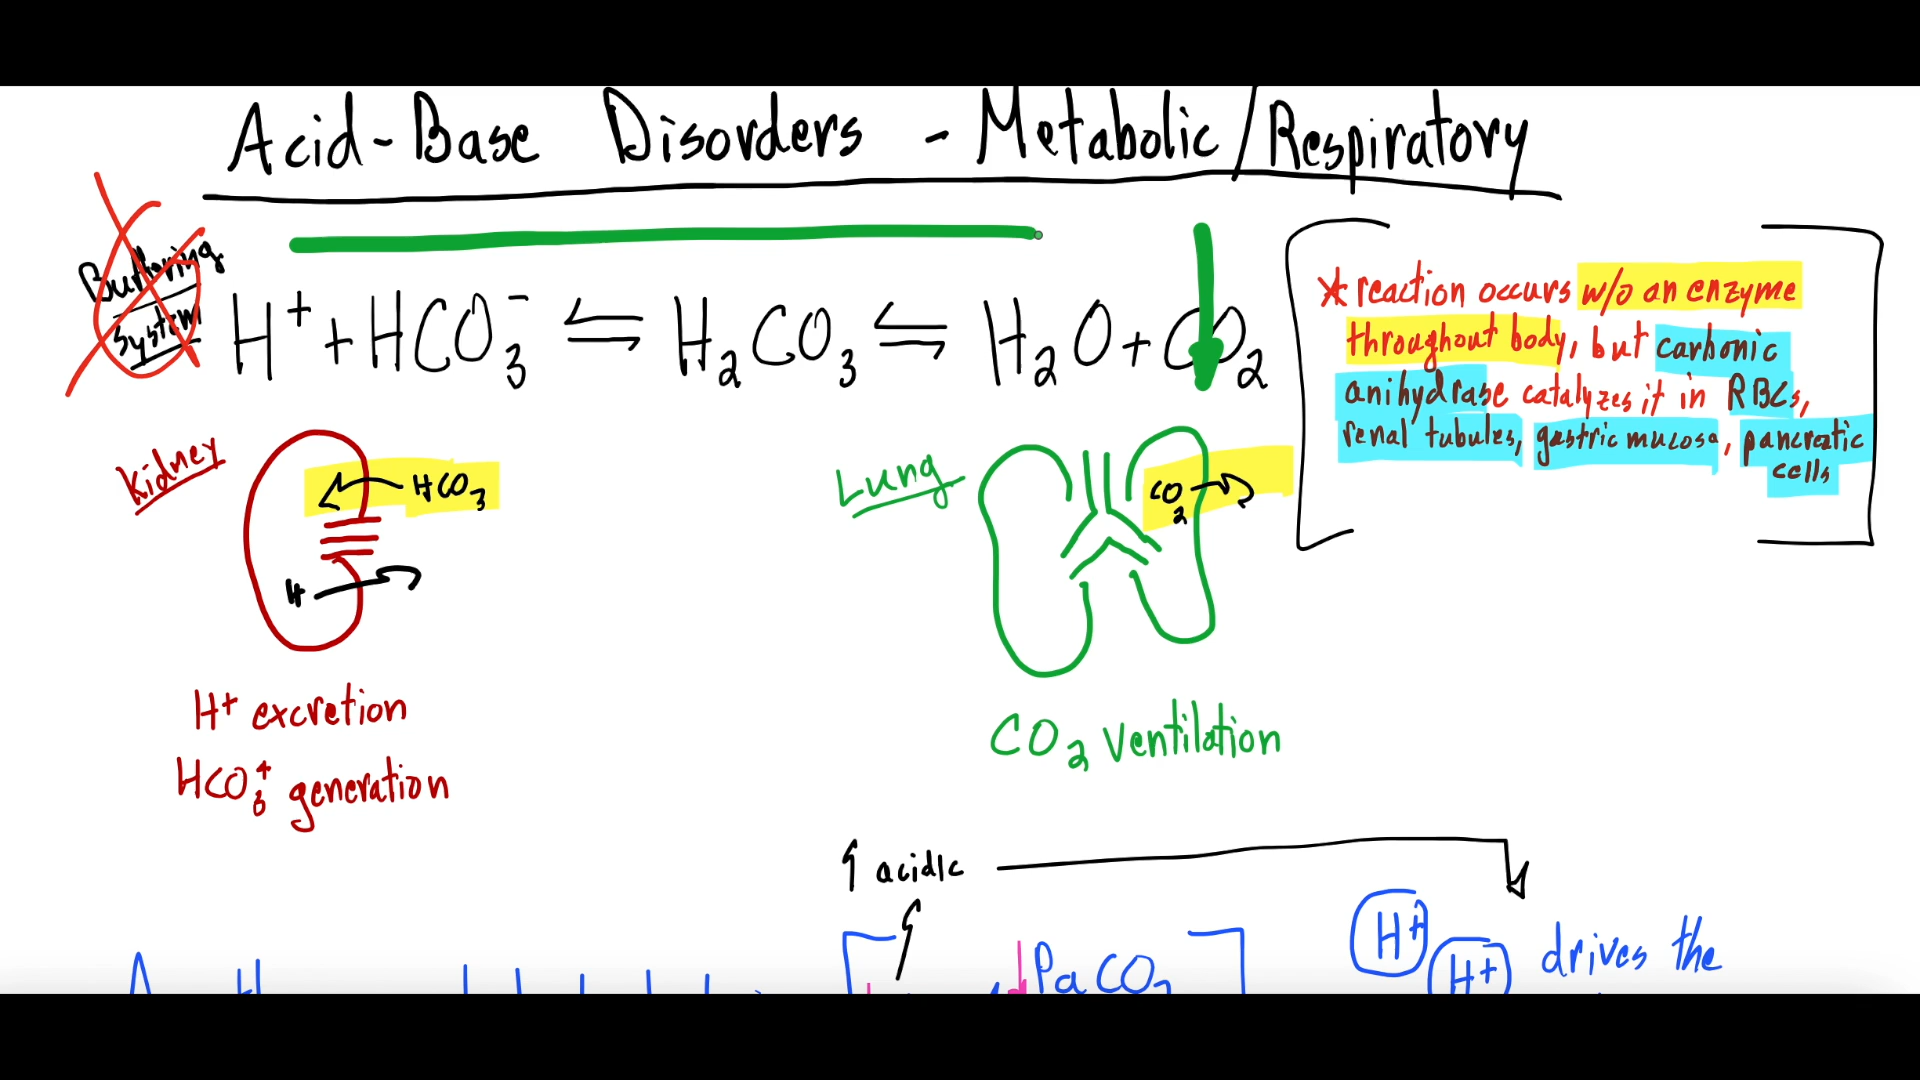 Acid-Base Disorders - Metabolic/Respiratory
Buffering
System
H⁺ + HCO₃⁻ ⇌ H₂CO₃ ⇌ H₂O + CO₂
* reaction occurs w/o an enzyme
throughout body, but carbonic
anihydrase catalyzes it in RBCs,
renal tubules, gastric mucosa, pancreatic
cells
Kidney
HCO₃
H
H⁺ excretion
HCO₃⁺ generation
Lung
CO₂
CO₂ ventilation
↑ acidic
PaCO₂
H⁺
H⁺
drives the